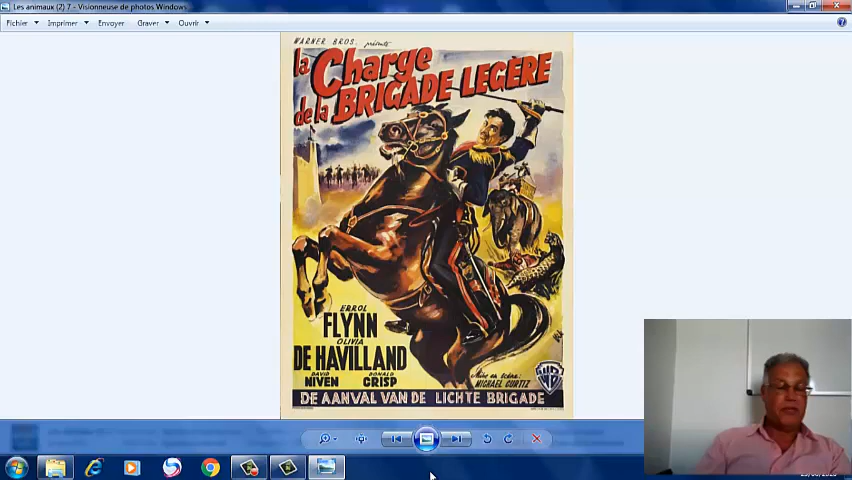 Les animaux (2) 7 - Visionneuse de photos Windows
Fichier Imprimer Envoyer Graver Ouvrir
WARNER BROS. présente
la Charge
de la BRIGADE LEGÈRE
ERROL
FLYNN
OLIVIA
DE HAVILLAND
DAVID DONALD
NIVEN CRISP
Mise en scène:
MICHAEL CURTIZ
WB
DE AANVAL VAN DE LICHTE BRIGADE